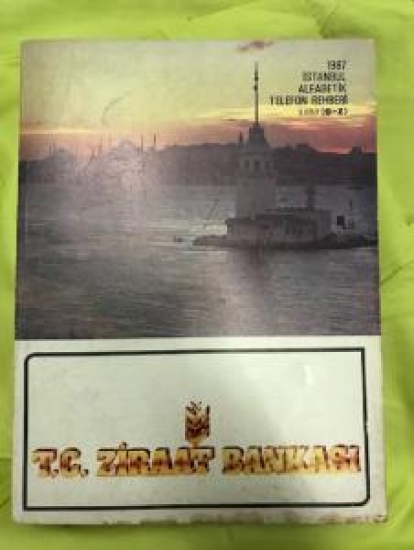 1987
İSTANBUL
ALFABETİK
TELEFON REHBERİ
T.C. ZİRAAT BANKASI